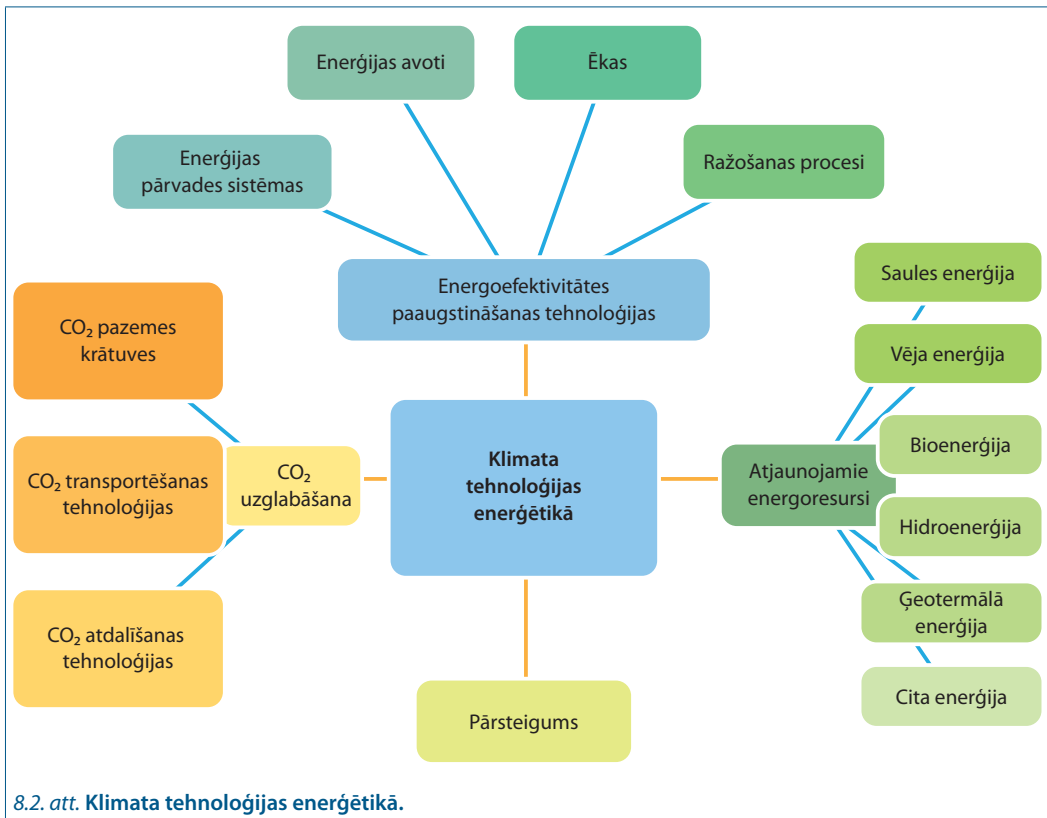 Enerģijas avoti
Ēkas
Enerģijas
pārvades sistēmas
Ražošanas procesi
Energoefektivitātes
paaugstināšanas tehnoloģijas
Saules enerģija
Vēja enerģija
Bioenerģija
Hidroenerģija
Ģeotermālā
enerģija
Cita enerģija
Atjaunojamie
energoresursi
Klimata
tehnoloģijas
enerģētikā
CO₂
uzglabāšana
CO₂ pazemes
krātuves
CO₂ transportēšanas
tehnoloģijas
CO₂ atdalīšanas
tehnoloģijas
Pārsteigums
8.2. att. Klimata tehnoloģijas enerģētikā.